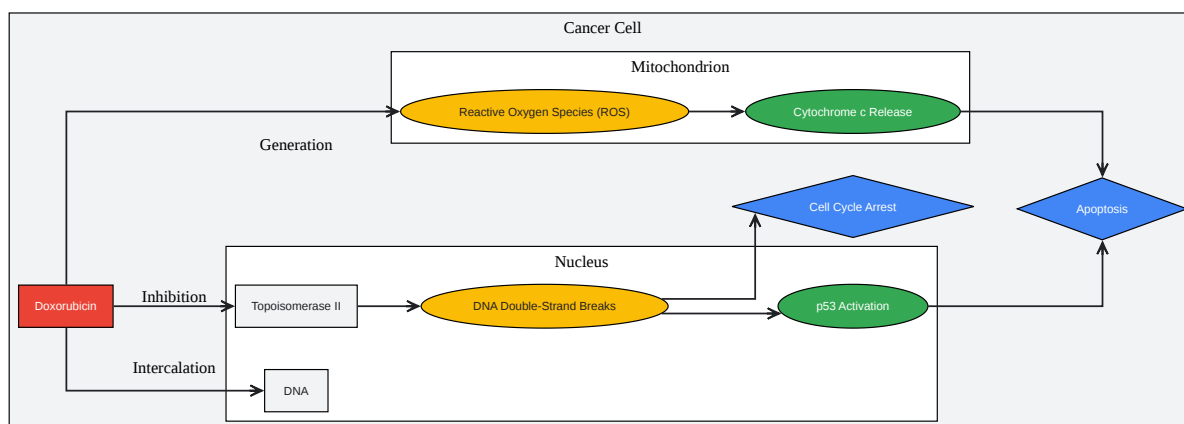 Cancer Cell
Mitochondrion
Reactive Oxygen Species (ROS)
Cytochrome c Release
Generation
Cell Cycle Arrest
Apoptosis
Nucleus
Doxorubicin
Inhibition
Topoisomerase II
DNA Double-Strand Breaks
p53 Activation
Intercalation
DNA